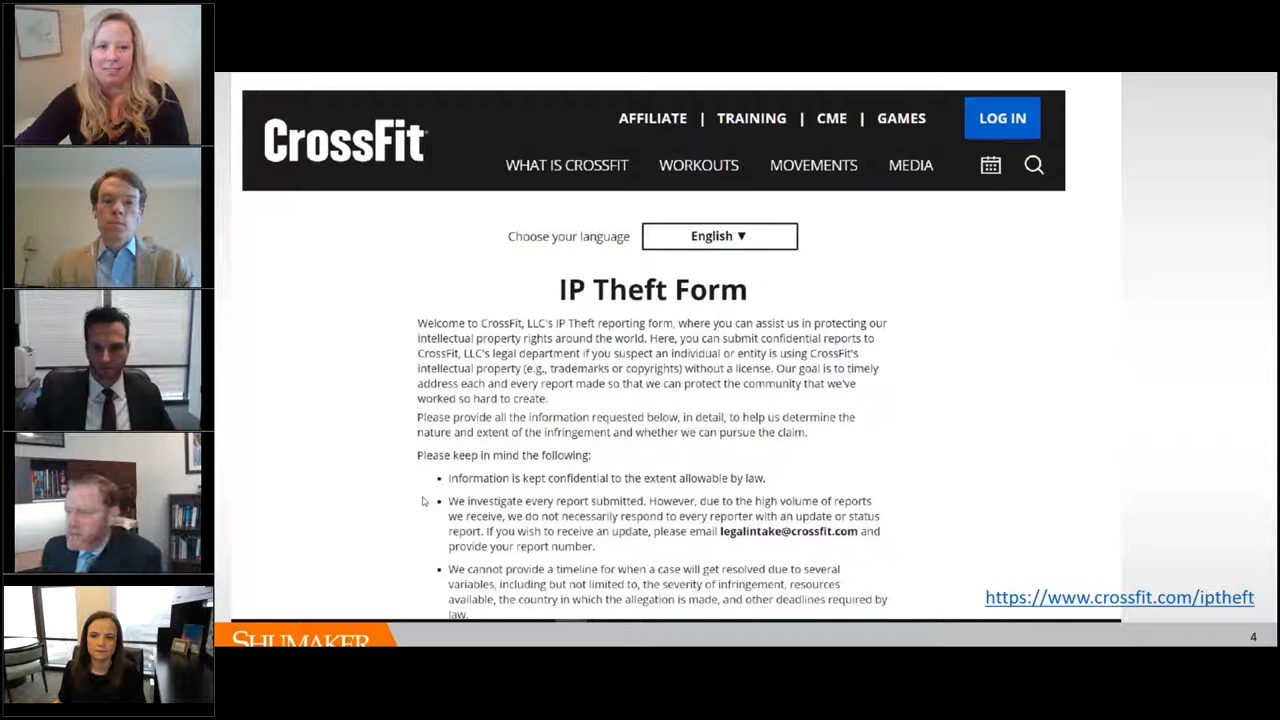 CrossFit
AFFILIATE | TRAINING | CME | GAMES
LOG IN
WHAT IS CROSSFIT WORKOUTS MOVEMENTS MEDIA
Choose your language English ▼
IP Theft Form
Welcome to CrossFit, LLC's IP Theft reporting form, where you can assist us in protecting our
intellectual property rights around the world. Here, you can submit confidential reports to
CrossFit, LLC's legal department if you suspect an individual or entity is using CrossFit's
intellectual property (e.g., trademarks or copyrights) without a license. Our goal is to timely
address each and every report made so that we can protect the community that we've
worked so hard to create.
Please provide all the information requested below, in detail, to help us determine the
nature and extent of the infringement and whether we can pursue the claim.
Please keep in mind the following:
• Information is kept confidential to the extent allowable by law.
• We investigate every report submitted. However, due to the high volume of reports
we receive, we do not necessarily respond to every reporter with an update or status
report. If you wish to receive an update, please email legalintake@crossfit.com and
provide your report number.
• We cannot provide a timeline for when a case will get resolved due to several
variables, including but not limited to, the severity of infringement, resources
available, the country in which the allegation is made, and other deadlines required by
law.
https://www.crossfit.com/iptheft
SHUMAKER
4